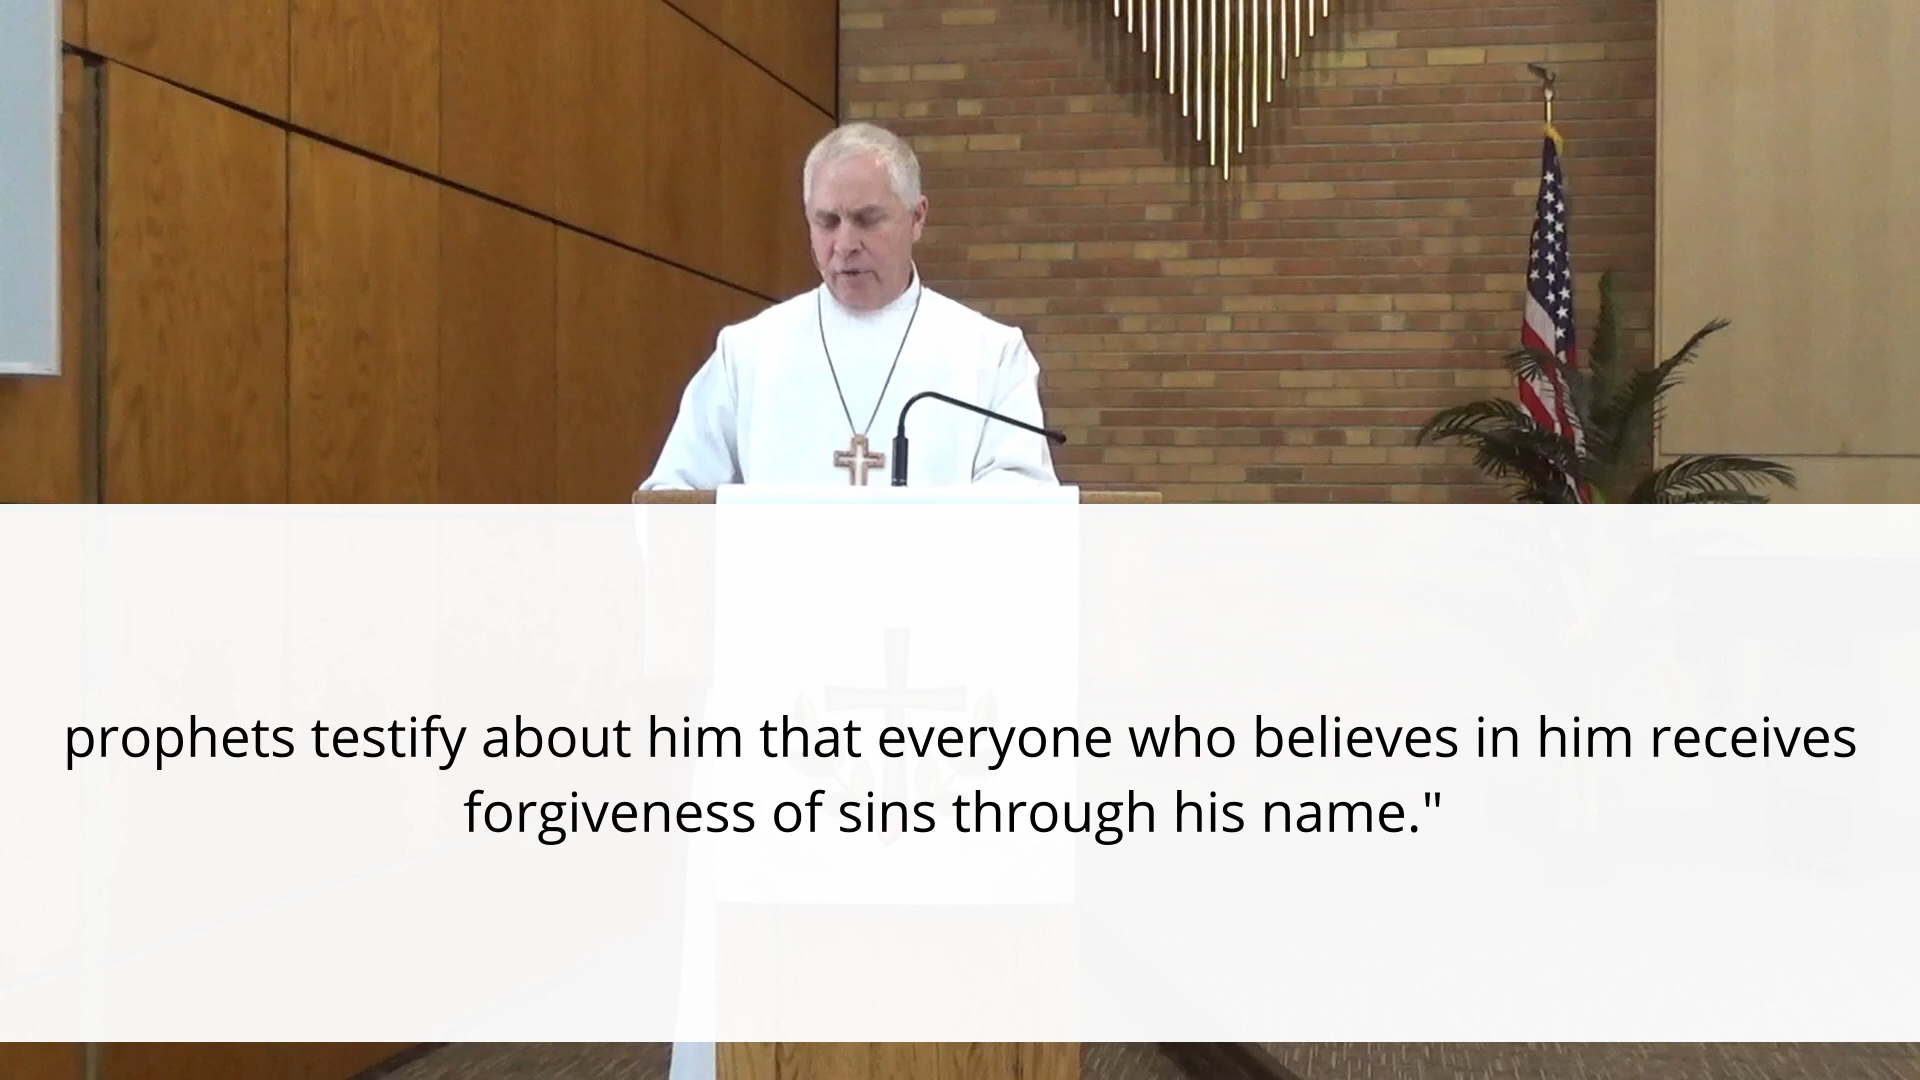 prophets testify about him that everyone who believes in him receives
forgiveness of sins through his name."